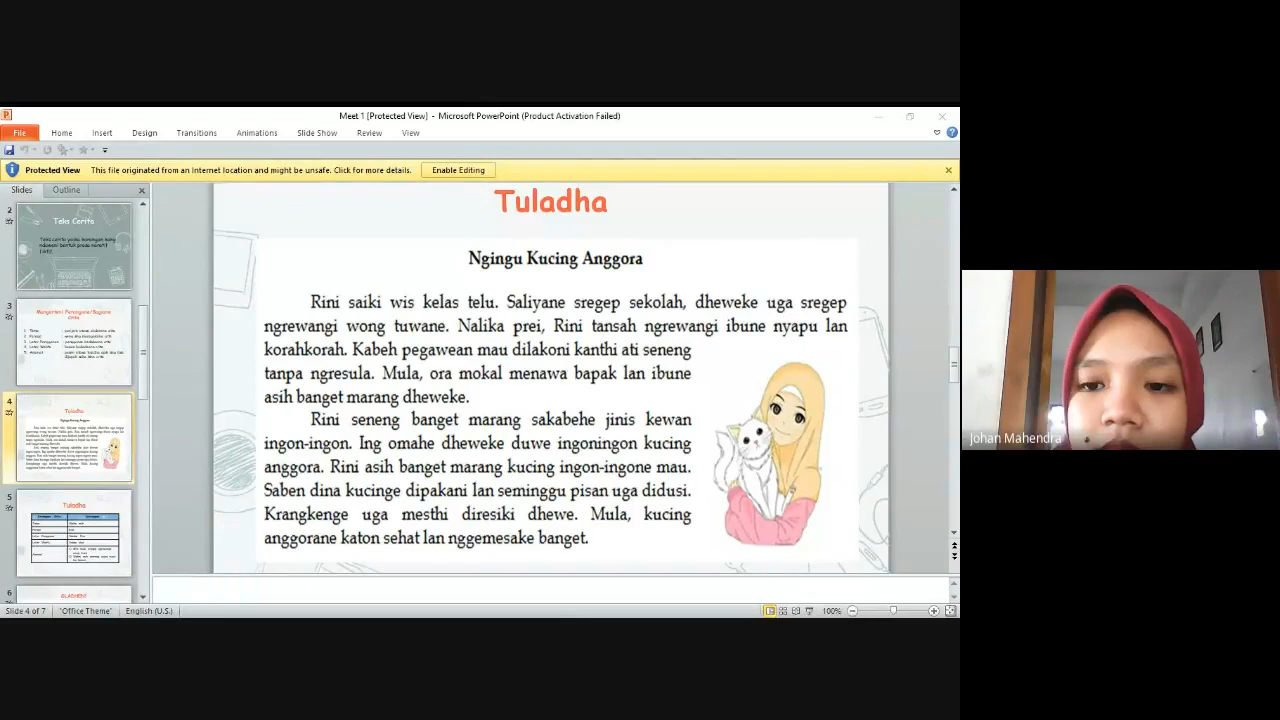 Meet 1 [Protected View] - Microsoft PowerPoint (Product Activation Failed)
File Home Insert Design Transitions Animations Slide Show Review View
Protected View This file originated from an Internet location and might be unsafe. Click for more details. Enable Editing
Slides Outline
2
Teks Cerita
3
4
Tuladha
5
Tuladha
6
Tuladha
Ngingu Kucing Anggora
Rini saiki wis kelas telu. Saliyane sregep sekolah, dheweke uga sregep
ngrewangi wong tuwane. Nalika prei, Rini tansah ngrewangi ibune nyapu lan
korahkorah. Kabeh pegawean mau dilakoni kanthi ati seneng
tanpa ngresula. Mula, ora mokal menawa bapak lan ibune
asih banget marang dheweke.
Rini seneng banget marang sakabehe jinis kewan
ingon-ingon. Ing omahe dheweke duwe ingoningon kucing
anggora. Rini asih banget marang kucing ingon-ingone mau.
Saben dina kucinge dipakani lan seminggu pisan uga didusi.
Krangkenge uga mesthi diresiki dhewe. Mula, kucing
anggorane katon sehat lan nggemesake banget.
Slide 4 of 7 "Office Theme" English (U.S.) 100%
Johan Mahendra